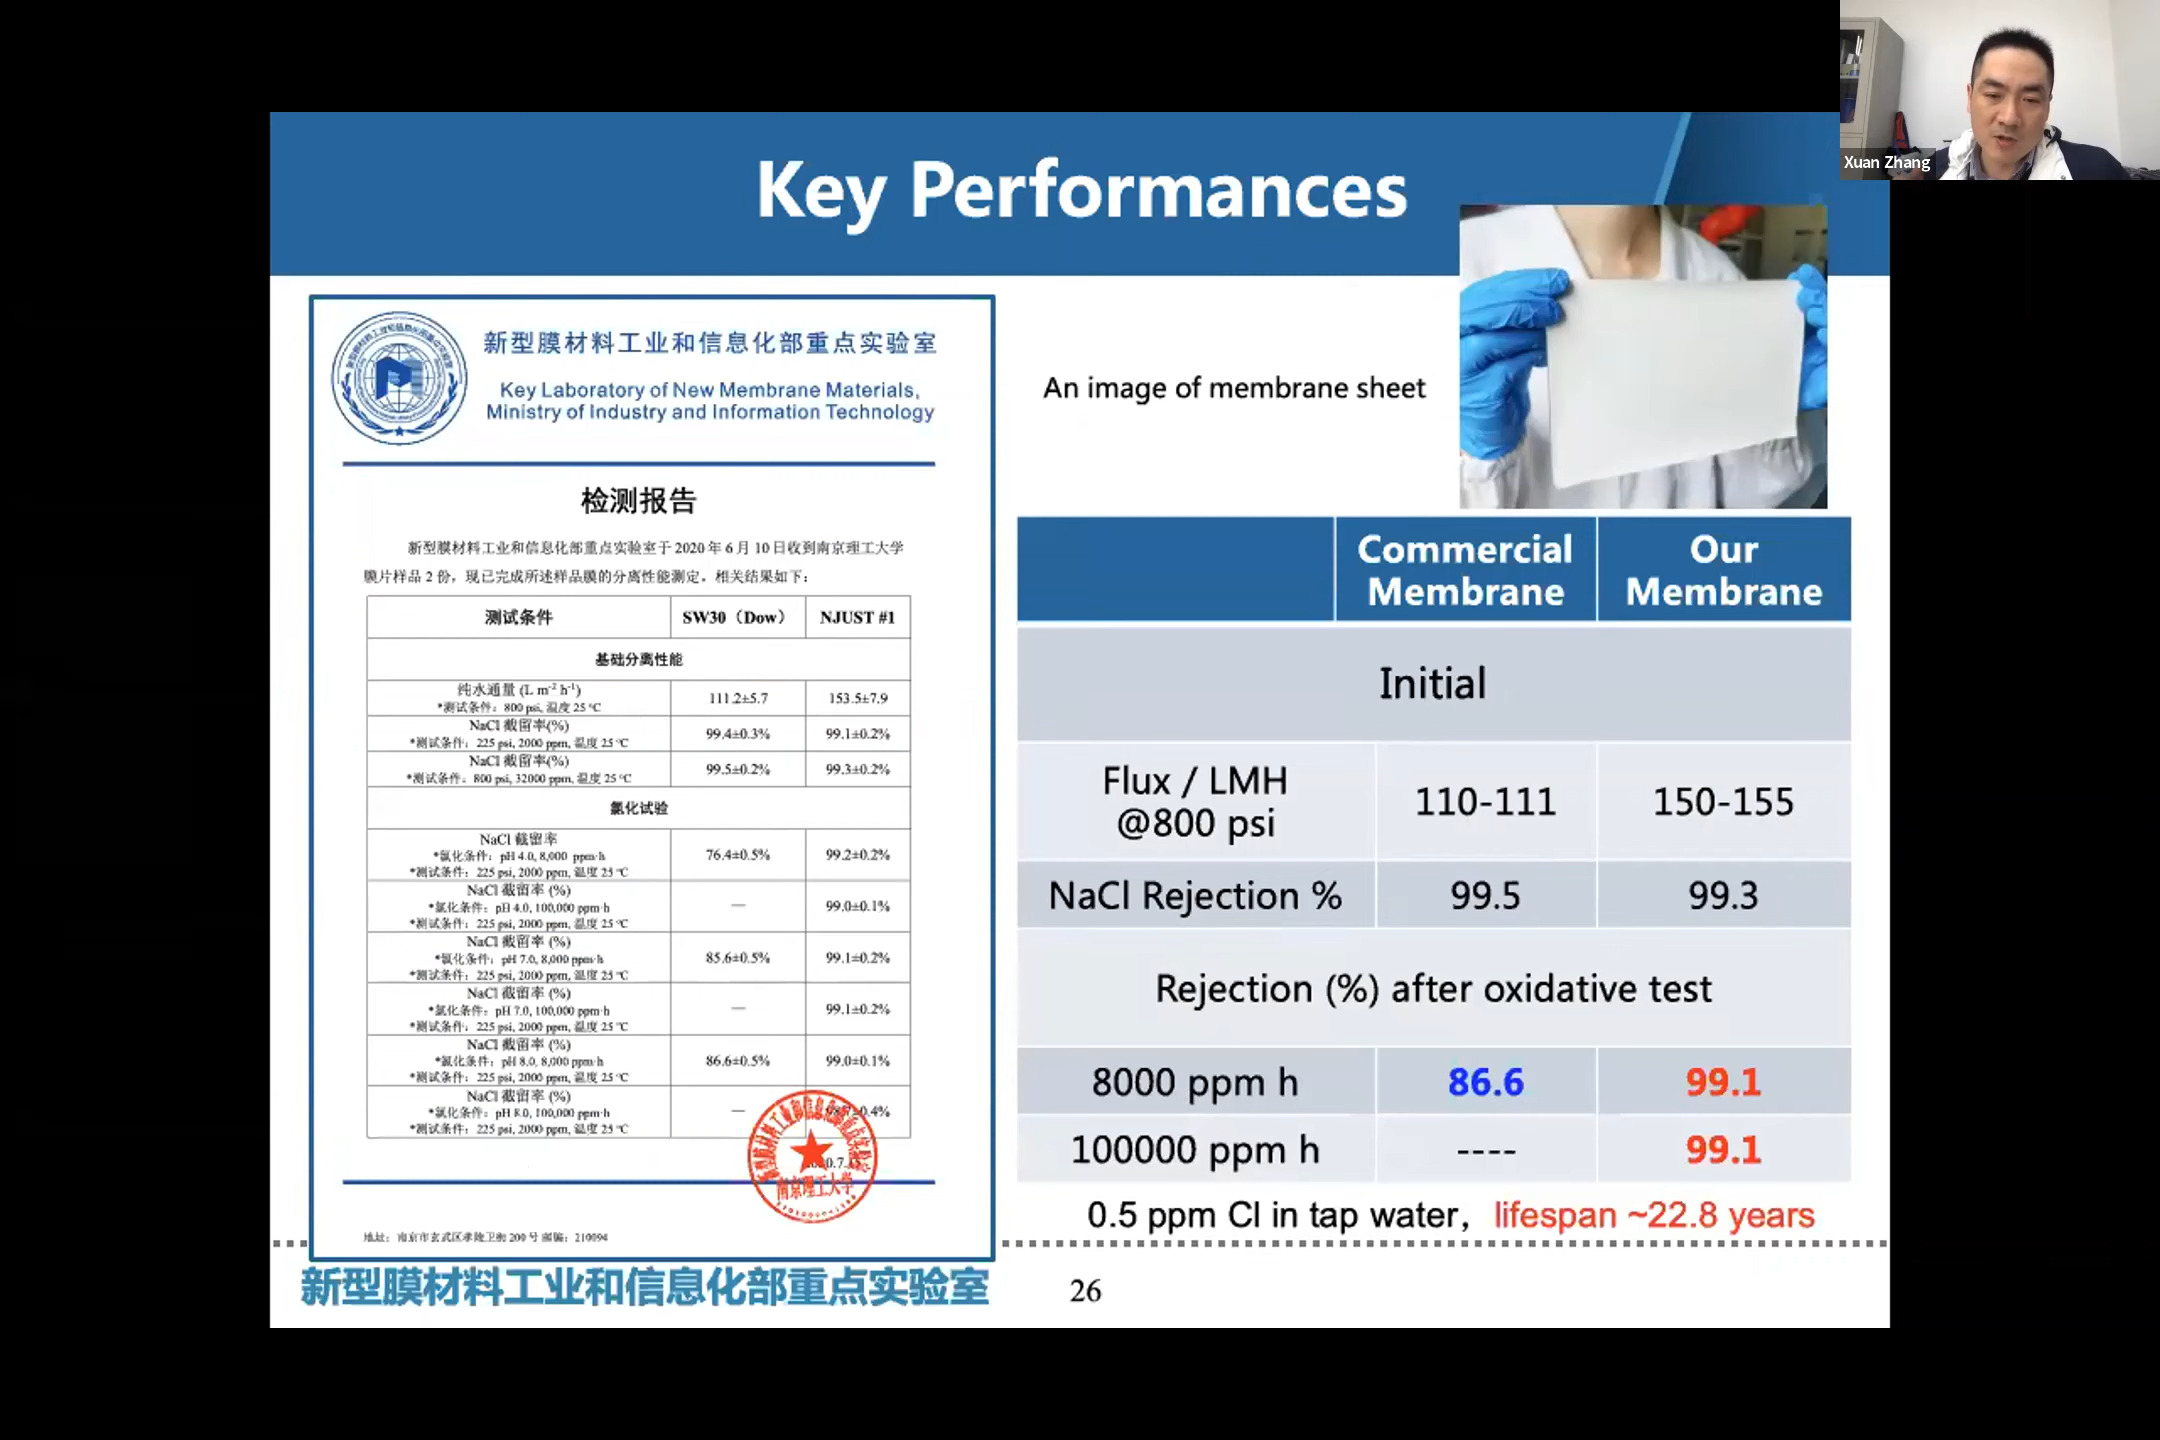 Xuan Zhang
Key Performances
新型膜材料工业和信息化部重点实验室
Key Laboratory of New Membrane Materials,
Ministry of Industry and Information Technology
检测报告
新型膜材料工业和信息化部重点实验室于 2020 年 6 月 10 日收到南京理工大学
膜片样品 2 份，现已完成所述样品膜的分离性能测定。相关结果如下：
测试条件 SW30（Dow） NJUST #1
基础分离性能
纯水通量 (L m⁻² h⁻¹)
*测试条件：800 psi, 温度 25 °C
111.2±5.7 153.5±7.9
NaCl 截留率(%)
*测试条件：225 psi, 2000 ppm, 温度 25 °C
99.4±0.3% 99.1±0.2%
NaCl 截留率(%)
*测试条件：800 psi, 32000 ppm, 温度 25 °C
99.5±0.2% 99.3±0.2%
氯化试验
NaCl 截留率
*氯化条件：pH 4.0, 8,000 ppm·h
*测试条件：225 psi, 2000 ppm, 温度 25 °C
76.4±0.5% 99.2±0.2%
NaCl 截留率 (%)
*氯化条件：pH 4.0, 100,000 ppm·h
*测试条件：225 psi, 2000 ppm, 温度 25 °C
— 99.0±0.1%
NaCl 截留率 (%)
*氯化条件：pH 7.0, 8,000 ppm·h
*测试条件：225 psi, 2000 ppm, 温度 25 °C
85.6±0.5% 99.1±0.2%
NaCl 截留率 (%)
*氯化条件：pH 7.0, 100,000 ppm·h
*测试条件：225 psi, 2000 ppm, 温度 25 °C
— 99.1±0.2%
NaCl 截留率 (%)
*氯化条件：pH 8.0, 8,000 ppm·h
*测试条件：225 psi, 2000 ppm, 温度 25 °C
86.6±0.5% 99.0±0.1%
NaCl 截留率 (%)
*氯化条件：pH 8.0, 100,000 ppm·h
*测试条件：225 psi, 2000 ppm, 温度 25 °C
—
南京理工大学
地址：南京市玄武区孝陵卫街 200 号 邮编：210094
新型膜材料工业和信息化部重点实验室
An image of membrane sheet
Commercial Membrane Our Membrane
Initial
Flux / LMH
@800 psi
110-111 150-155
NaCl Rejection % 99.5 99.3
Rejection (%) after oxidative test
8000 ppm h 86.6 99.1
100000 ppm h ---- 99.1
0.5 ppm Cl in tap water, lifespan ~22.8 years
26